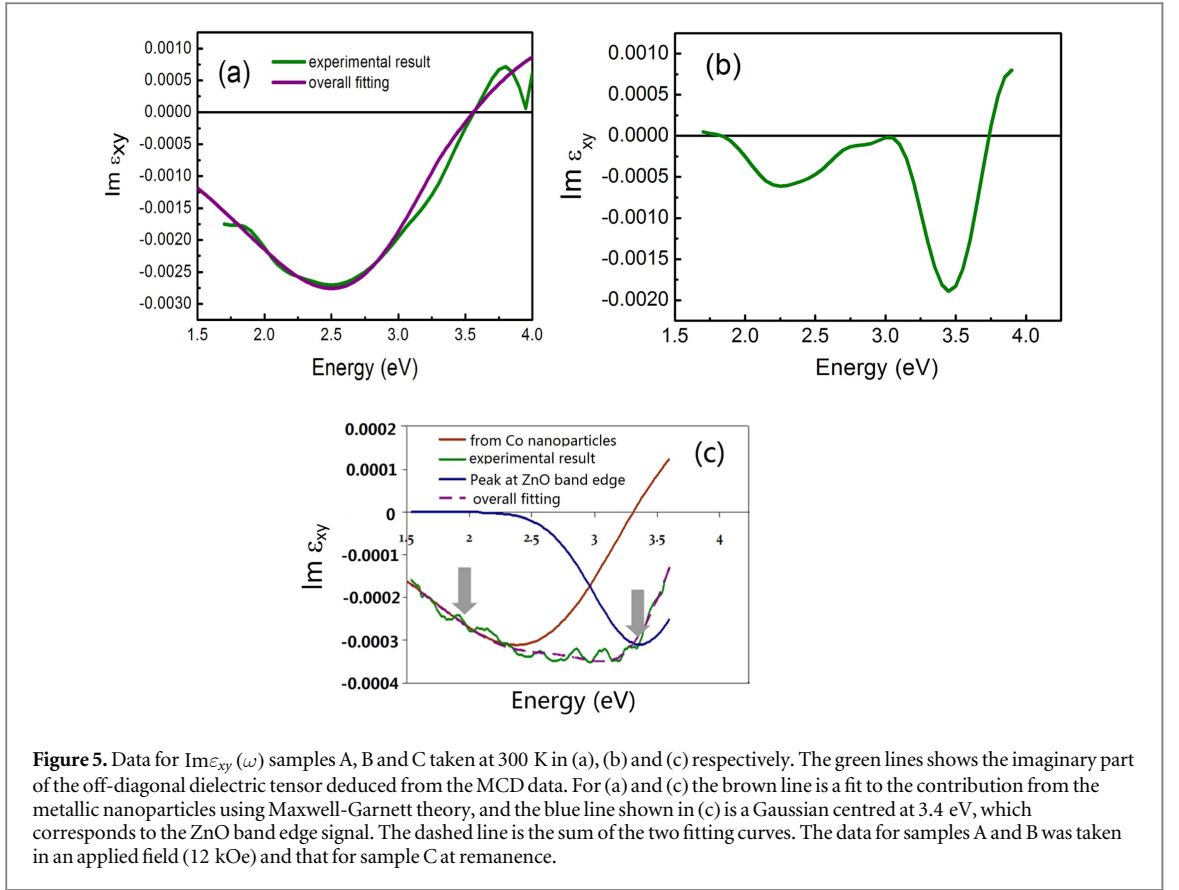 (a)
0.0010
0.0005
0.0000
-0.0005
-0.0010
-0.0015
-0.0020
-0.0025
-0.0030
Im εxy
experimental result
overall fitting
1.5 2.0 2.5 3.0 3.5 4.0
Energy (eV)
(b)
0.0010
0.0005
0.0000
-0.0005
-0.0010
-0.0015
-0.0020
Im εxy
1.5 2.0 2.5 3.0 3.5 4.0
Energy (eV)
(c)
0.0002
0.0001
0
-0.0001
-0.0002
-0.0003
-0.0004
Im εxy
from Co nanoparticles
experimental result
Peak at ZnO band edge
overall fitting
1.5 2 2.5 3 3.5 4
Energy (eV)
Figure 5. Data for Imεxy (ω) samples A, B and C taken at 300 K in (a), (b) and (c) respectively. The green lines shows the imaginary part
of the off-diagonal dielectric tensor deduced from the MCD data. For (a) and (c) the brown line is a fit to the contribution from the
metallic nanoparticles using Maxwell-Garnett theory, and the blue line shown in (c) is a Gaussian centred at 3.4 eV, which
corresponds to the ZnO band edge signal. The dashed line is the sum of the two fitting curves. The data for samples A and B was taken
in an applied field (12 kOe) and that for sample C at remanence.